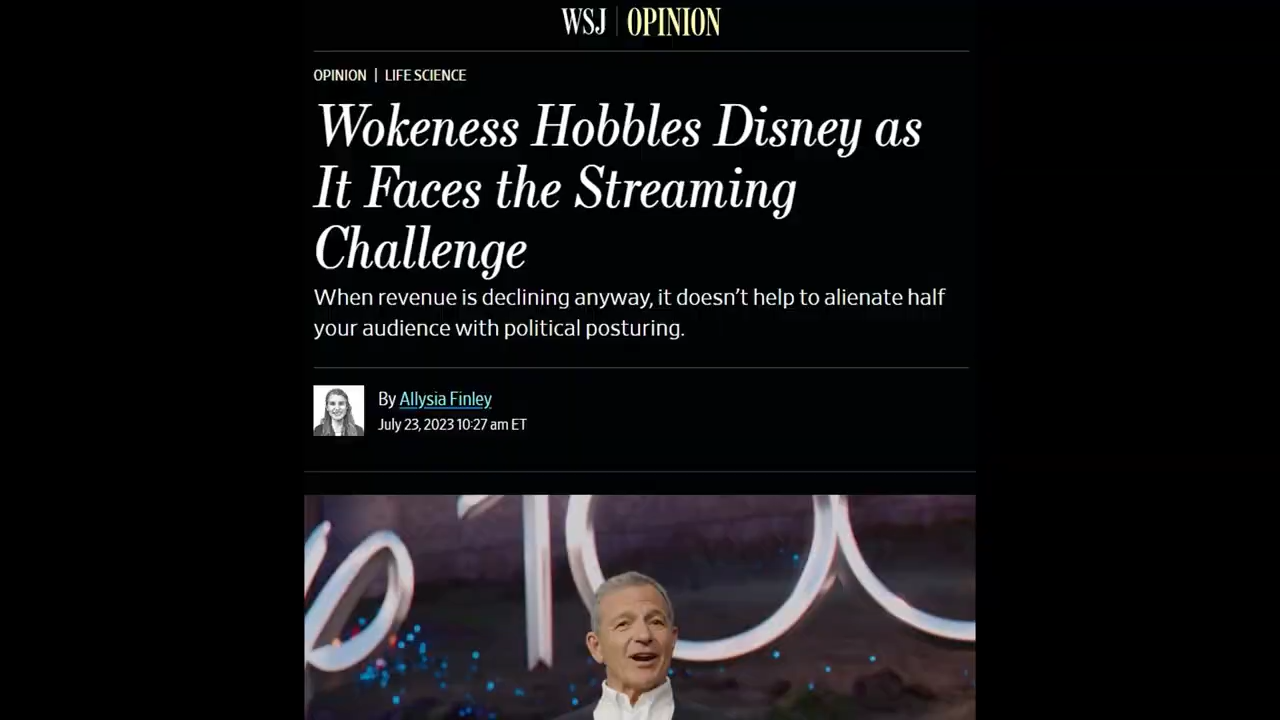 WSJ | OPINION
OPINION | LIFE SCIENCE
Wokeness Hobbles Disney as
It Faces the Streaming
Challenge
When revenue is declining anyway, it doesn’t help to alienate half
your audience with political posturing.
By Allysia Finley
July 23, 2023 10:27 am ET
100